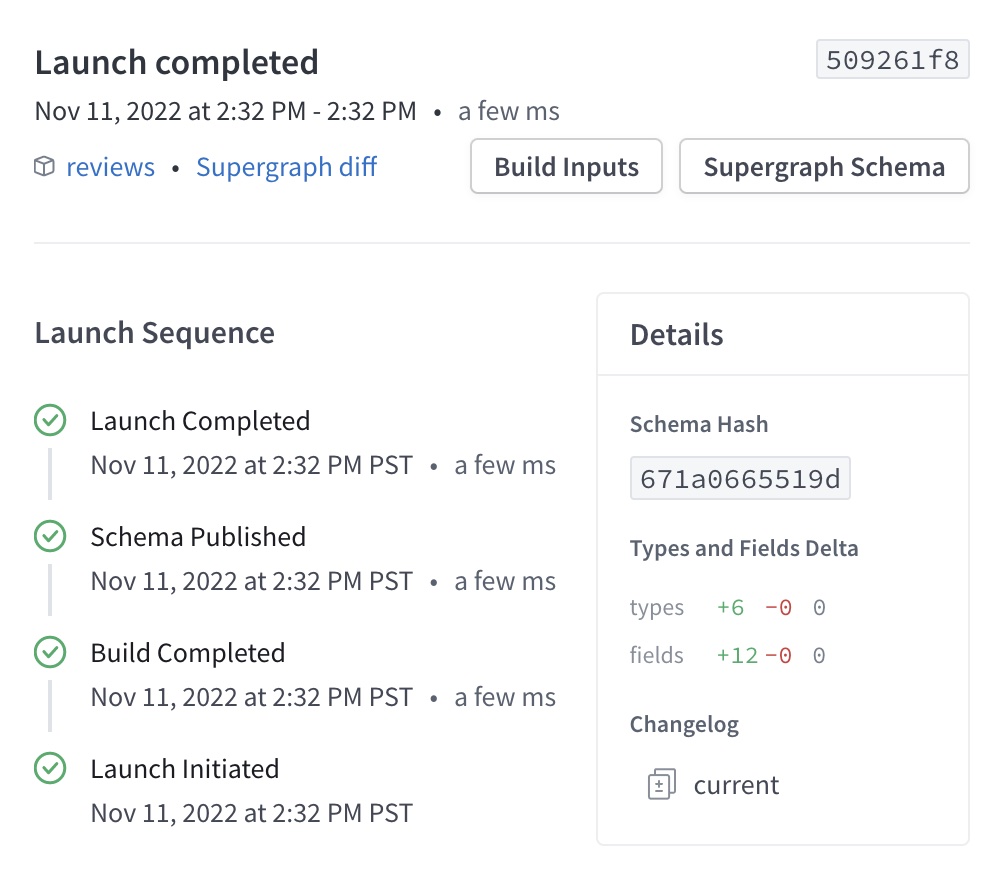 Launch completed
509261f8
Nov 11, 2022 at 2:32 PM - 2:32 PM • a few ms
reviews • Supergraph diff
Build Inputs
Supergraph Schema
Launch Sequence
Launch Completed
Nov 11, 2022 at 2:32 PM PST • a few ms
Schema Published
Nov 11, 2022 at 2:32 PM PST • a few ms
Build Completed
Nov 11, 2022 at 2:32 PM PST • a few ms
Launch Initiated
Nov 11, 2022 at 2:32 PM PST
Details
Schema Hash
671a0665519d
Types and Fields Delta
types +6 −0 0
fields +12 −0 0
Changelog
current